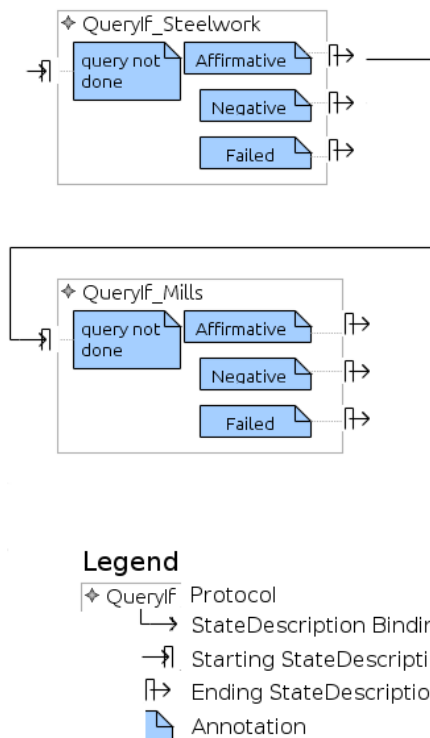 QueryIf_Steelwork
query not
done
Affirmative
Negative
Failed
QueryIf_Mills
query not
done
Affirmative
Negative
Failed
Legend
QueryIf Protocol
StateDescription Bindin
Starting StateDescripti
Ending StateDescriptio
Annotation